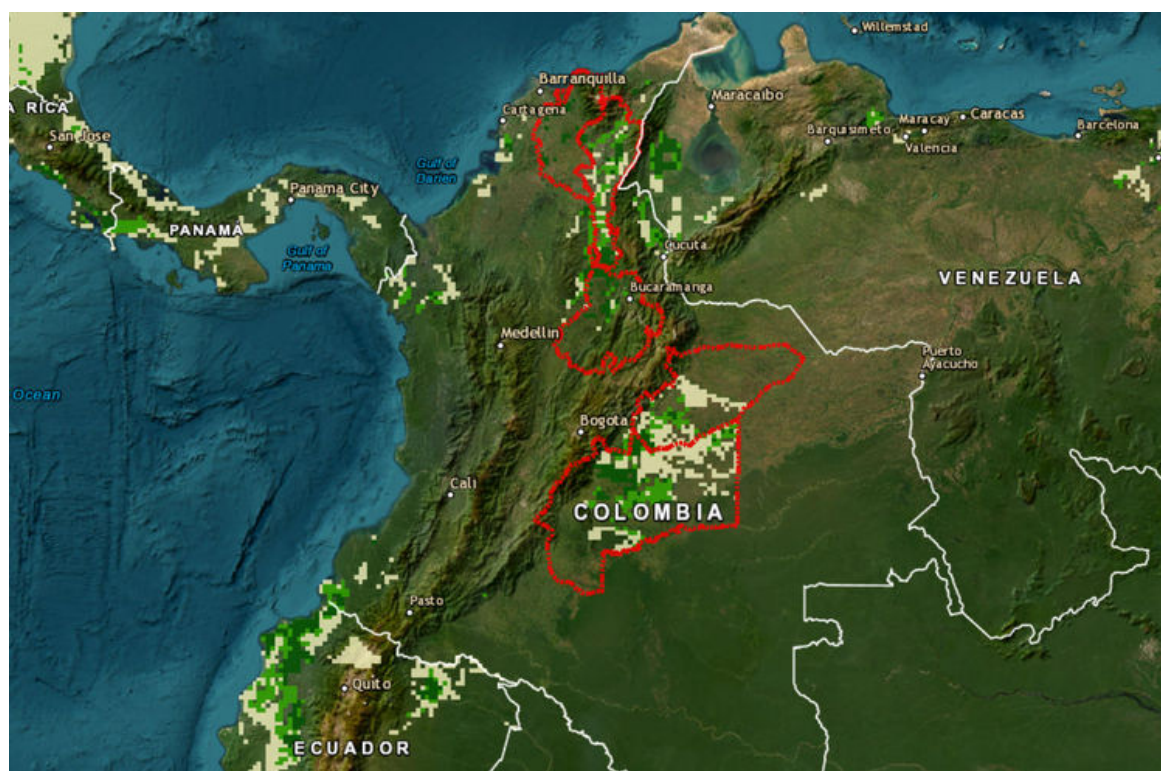 Willemstad
Barranquilla
Maracaibo
Cartagena
Caracas
Maracay
Barquisimeto
Valencia
Barcelona
A RICA
San Jose
Gulf of
Darien
Panama City
PANAMA
Gulf of
Panama
Cucuta
VENEZUELA
Bucaramanga
Medellin
Puerto
Ayacucho
Ocean
Bogota
Cali
COLOMBIA
Pasto
Quito
ECUADOR